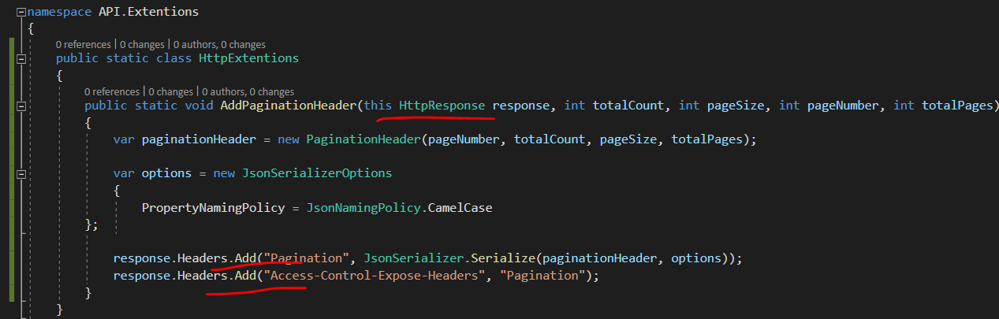 namespace API.Extentions
{
0 references | 0 changes | 0 authors, 0 changes
public static class HttpExtentions
{
0 references | 0 changes | 0 authors, 0 changes
public static void AddPaginationHeader(this HttpResponse response, int totalCount, int pageSize, int pageNumber, int totalPages)
{
var paginationHeader = new PaginationHeader(pageNumber, totalCount, pageSize, totalPages);
var options = new JsonSerializerOptions
{
PropertyNamingPolicy = JsonNamingPolicy.CamelCase
};
response.Headers.Add("Pagination", JsonSerializer.Serialize(paginationHeader, options));
response.Headers.Add("Access-Control-Expose-Headers", "Pagination");
}
}